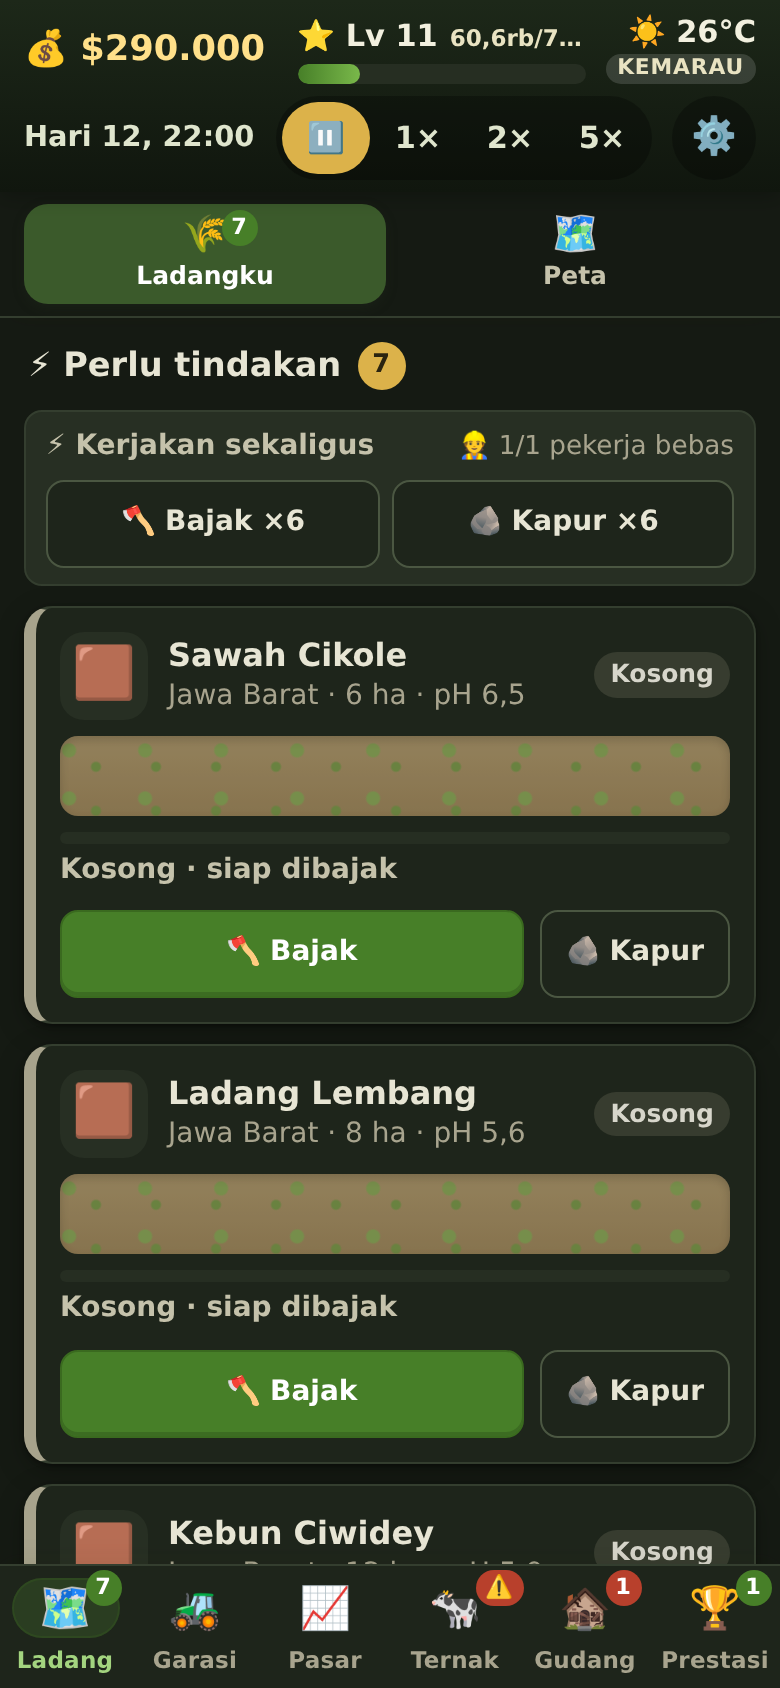 $290.000
Lv 11 60,6rb/7...
26°C
KEMARAU
Hari 12, 22:00
1× 2× 5×
7
Ladangku
Peta
Perlu tindakan 7
Kerjakan sekaligus
1/1 pekerja bebas
Bajak ×6
Kapur ×6
Sawah Cikole
Jawa Barat · 6 ha · pH 6,5
Kosong
Kosong · siap dibajak
Bajak
Kapur
Ladang Lembang
Jawa Barat · 8 ha · pH 5,6
Kosong
Kosong · siap dibajak
Bajak
Kapur
Kebun Ciwidey
Kosong
7
1
1
Ladang
Garasi
Pasar
Ternak
Gudang
Prestasi